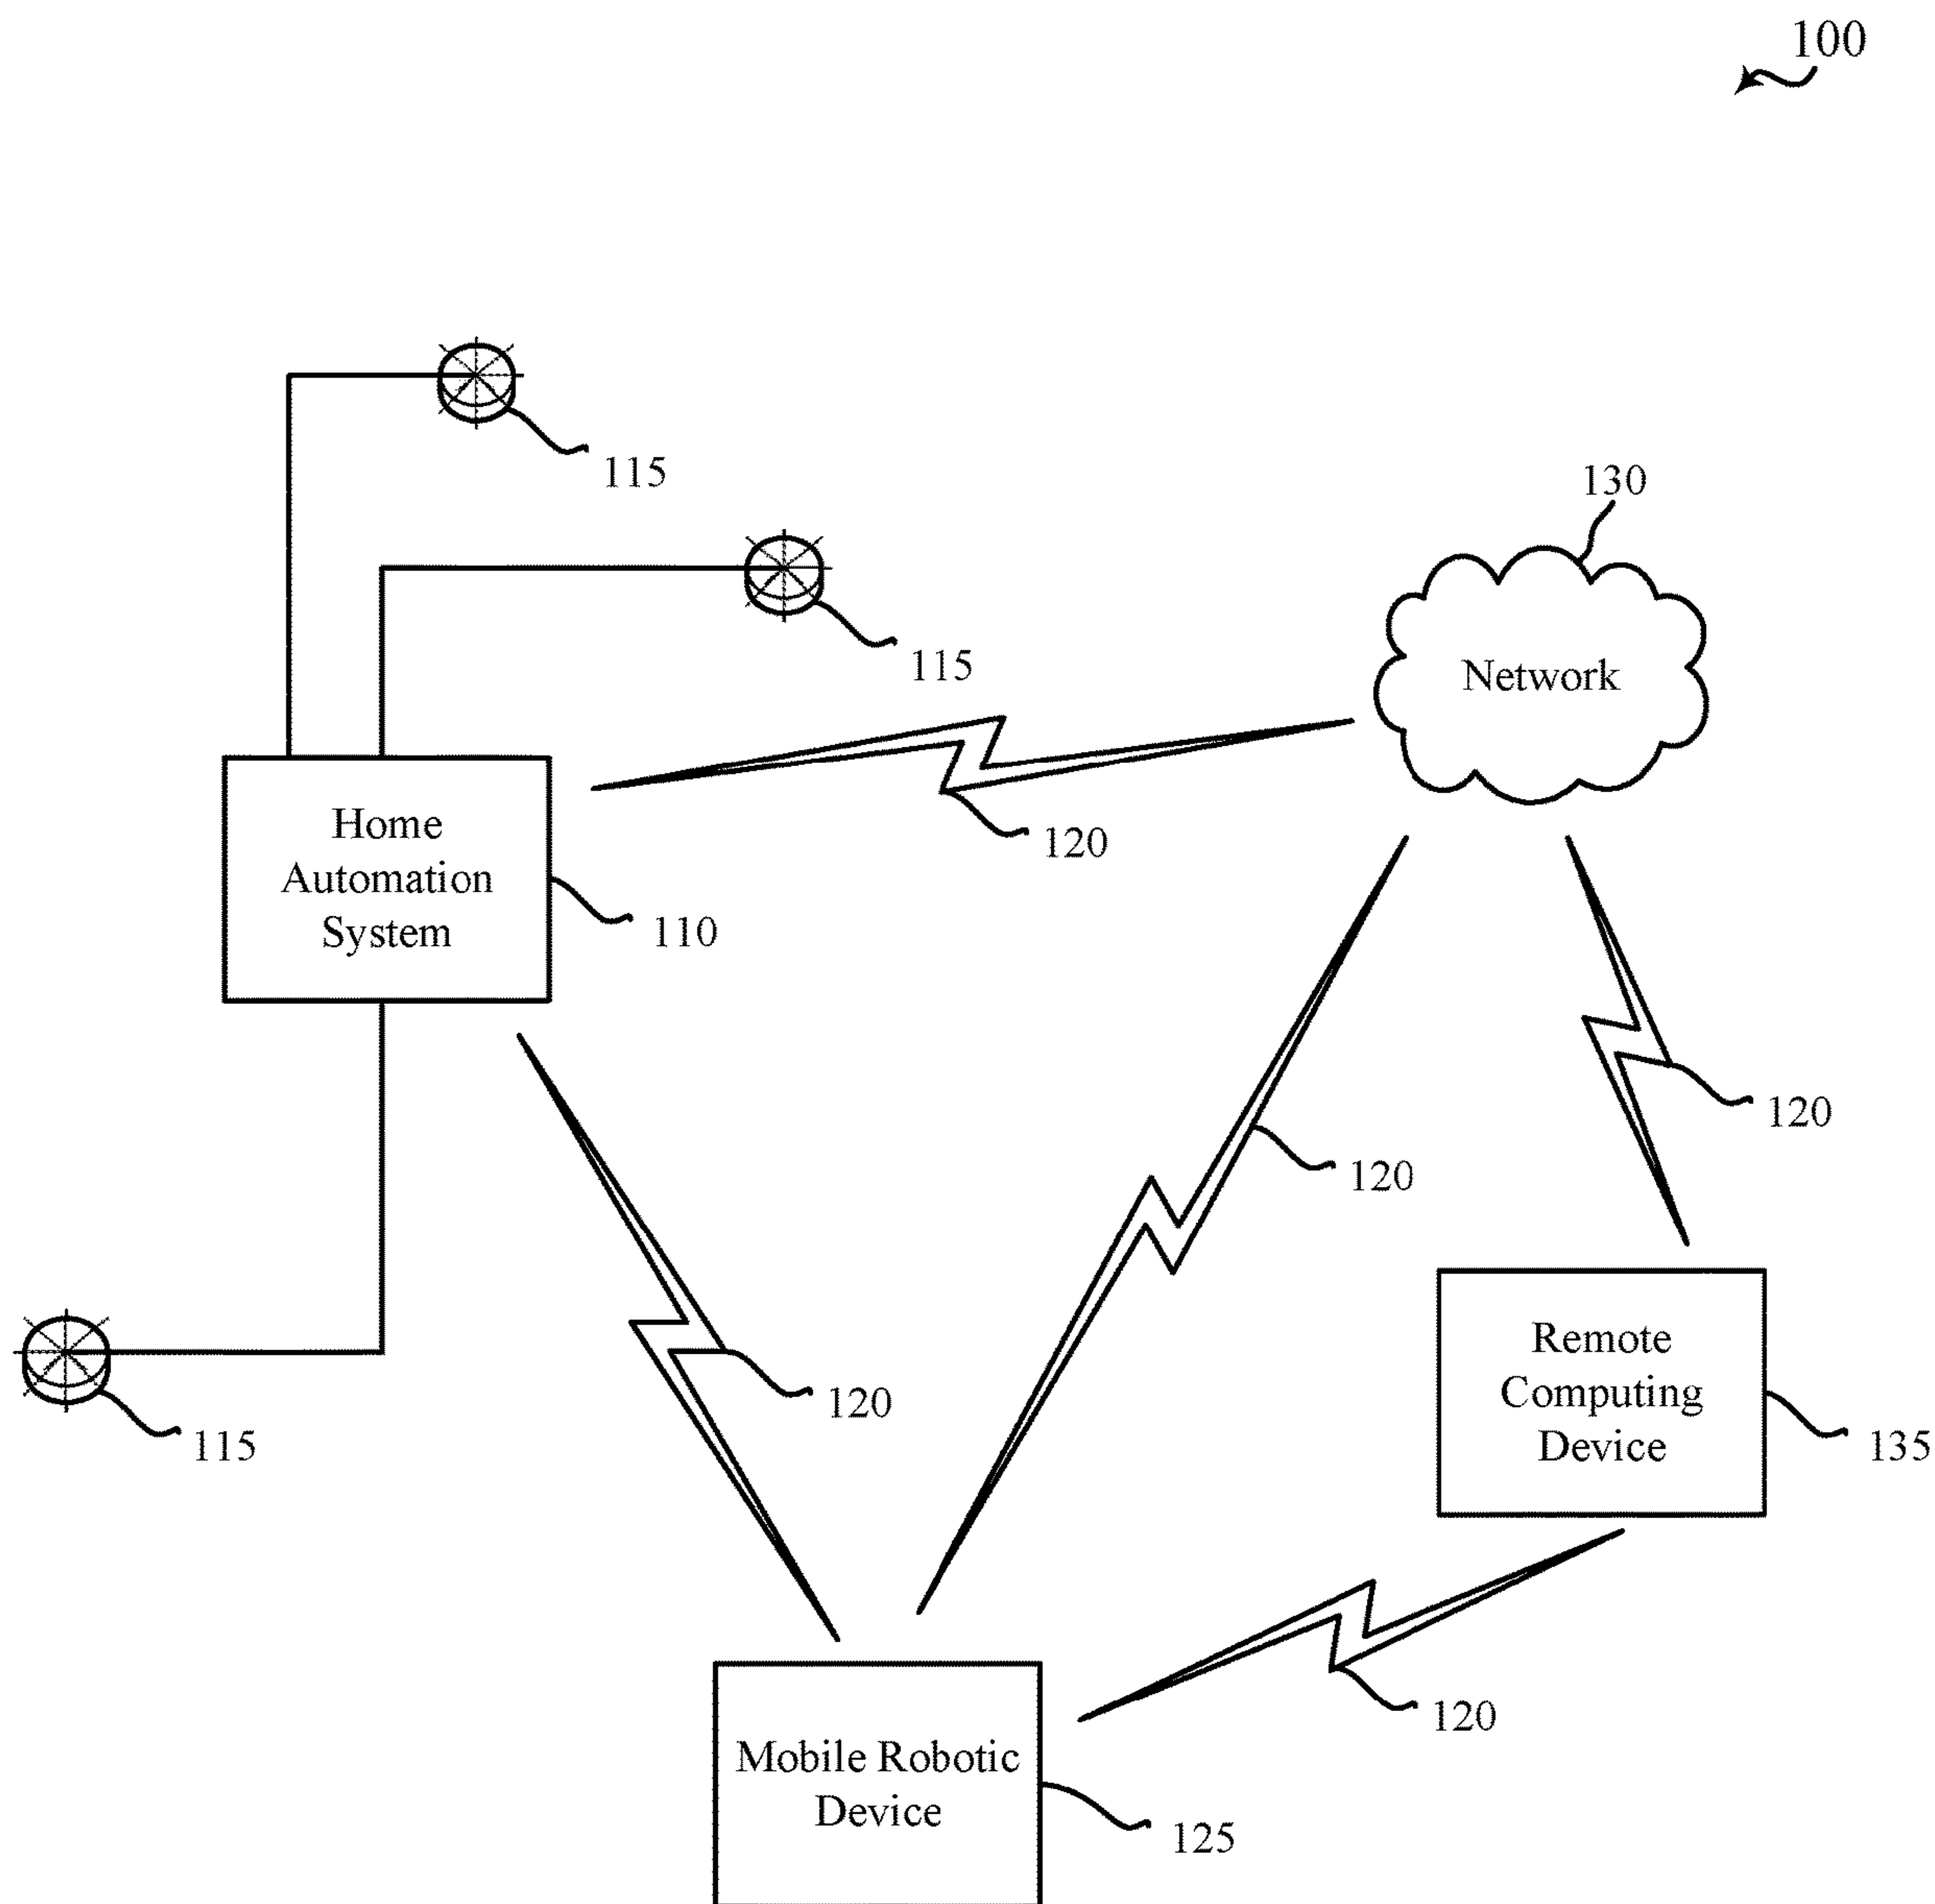 100
115
130
115
Network
Home
Automation
System
120
110
120
120
Remote
Computing
Device
120
115
135
120
Mobile Robotic
Device
125